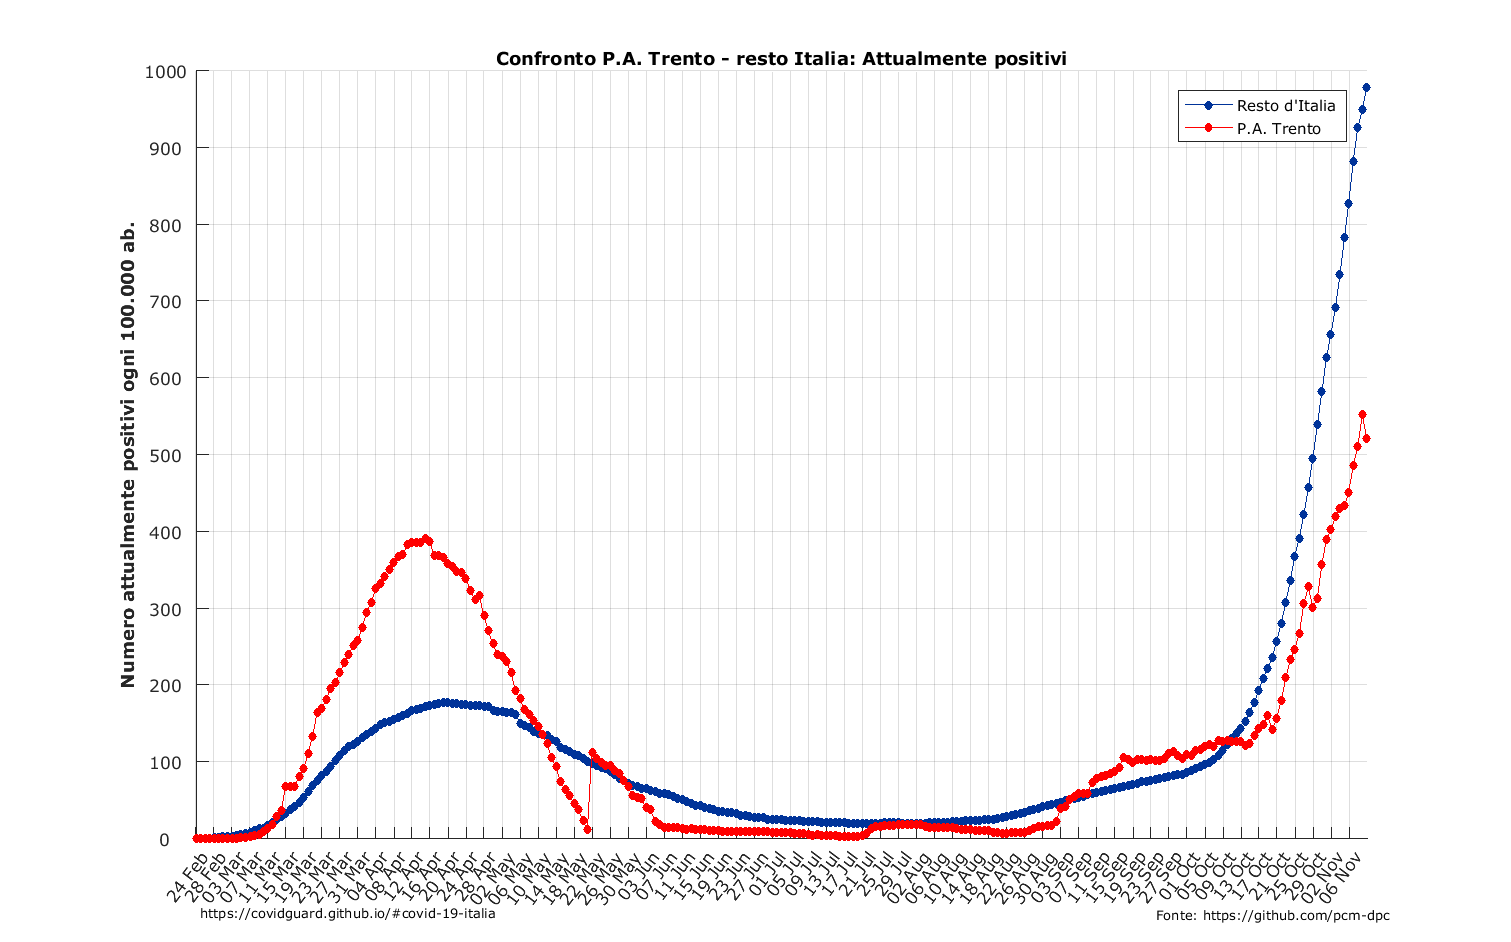 Confronto P.A. Trento - resto Italia: Attualmente positivi
Resto d'Italia
P.A. Trento
Numero attualmente positivi ogni 100.000 ab.
1000
900
800
700
600
500
400
300
200
100
0
24 Feb
28 Feb
03 Mar
07 Mar
11 Mar
15 Mar
19 Mar
23 Mar
27 Mar
31 Mar
04 Apr
08 Apr
12 Apr
16 Apr
20 Apr
24 Apr
28 Apr
02 May
06 May
10 May
14 May
18 May
22 May
26 May
30 May
03 Jun
07 Jun
11 Jun
15 Jun
19 Jun
23 Jun
27 Jun
01 Jul
05 Jul
09 Jul
13 Jul
17 Jul
21 Jul
25 Jul
29 Jul
02 Aug
06 Aug
10 Aug
14 Aug
18 Aug
22 Aug
26 Aug
30 Aug
03 Sep
07 Sep
11 Sep
15 Sep
19 Sep
23 Sep
27 Sep
01 Oct
05 Oct
09 Oct
13 Oct
17 Oct
21 Oct
25 Oct
29 Oct
02 Nov
06 Nov
https://covidguard.github.io/#covid-19-italia
Fonte: https://github.com/pcm-dpc